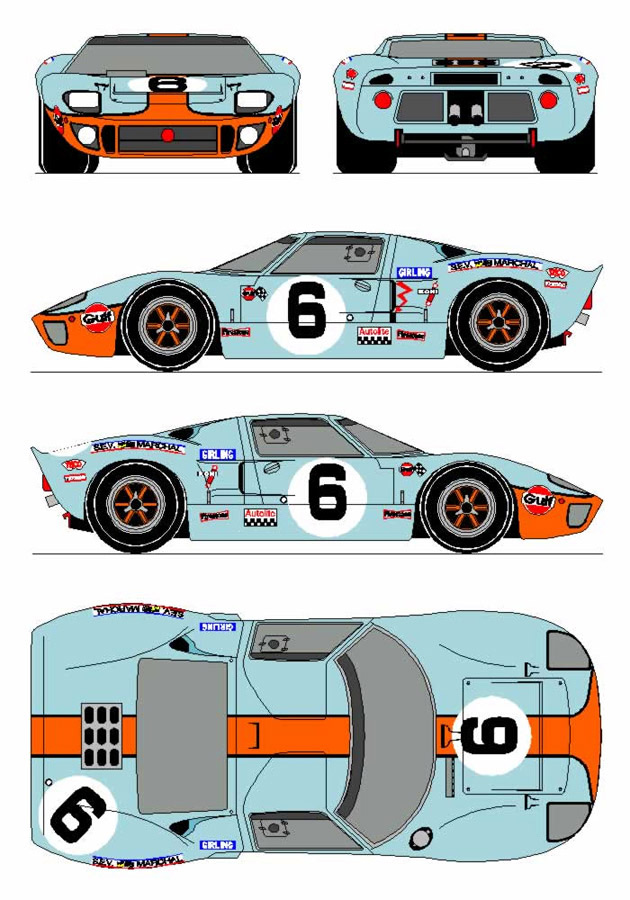 6
6
GIRLING
S.E.V. MARCHAL
Gulf
6
KONI
Firestone
Autolite
Firestone
S.E.V. MARCHAL
GIRLING
6
Gulf
KONI
Firestone
Autolite
Firestone
S.E.V. MARCHAL
GIRLING
6
6
GIRLING
S.E.V. MARCHAL